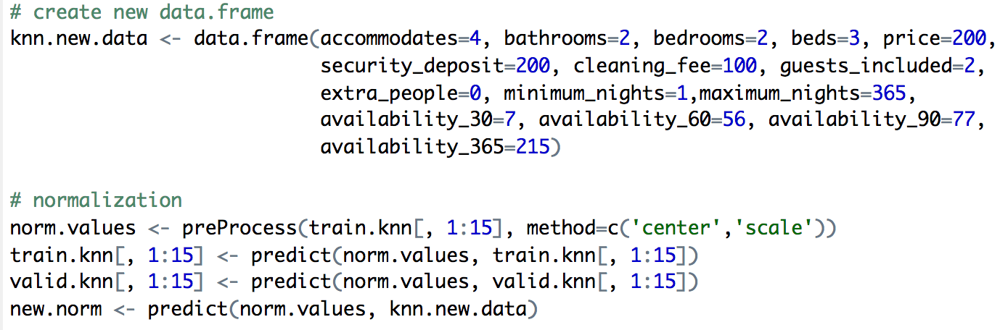 # create new data.frame
knn.new.data <- data.frame(accommodates=4, bathrooms=2, bedrooms=2, beds=3, price=200,
                           security_deposit=200, cleaning_fee=100, guests_included=2,
                           extra_people=0, minimum_nights=1,maximum_nights=365,
                           availability_30=7, availability_60=56, availability_90=77,
                           availability_365=215)

# normalization
norm.values <- preProcess(train.knn[, 1:15], method=c('center','scale'))
train.knn[, 1:15] <- predict(norm.values, train.knn[, 1:15])
valid.knn[, 1:15] <- predict(norm.values, valid.knn[, 1:15])
new.norm <- predict(norm.values, knn.new.data)